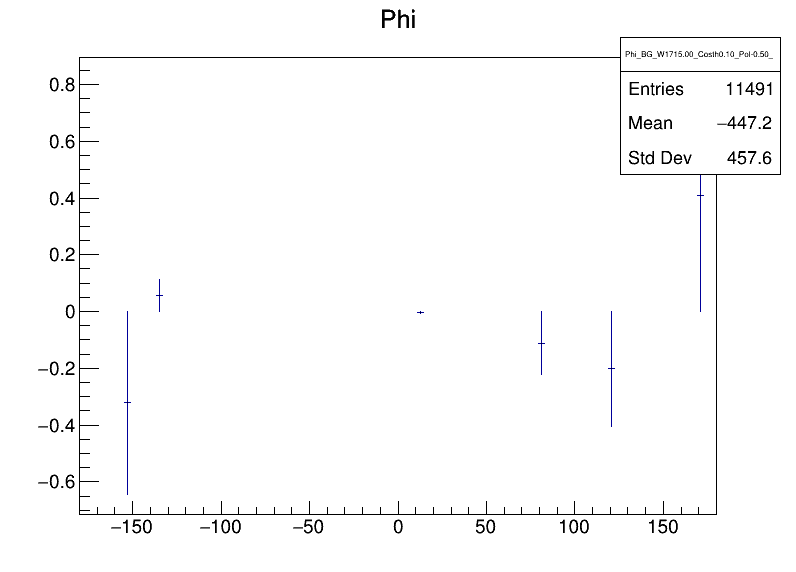 Phi
Phi_BG_W1715.00_Costh0.10_Pol-0.50_
Entries 11491
Mean −447.2
Std Dev 457.6
0.8
0.6
0.4
0.2
0
−0.2
−0.4
−0.6
−150 −100 −50 0 50 100 150